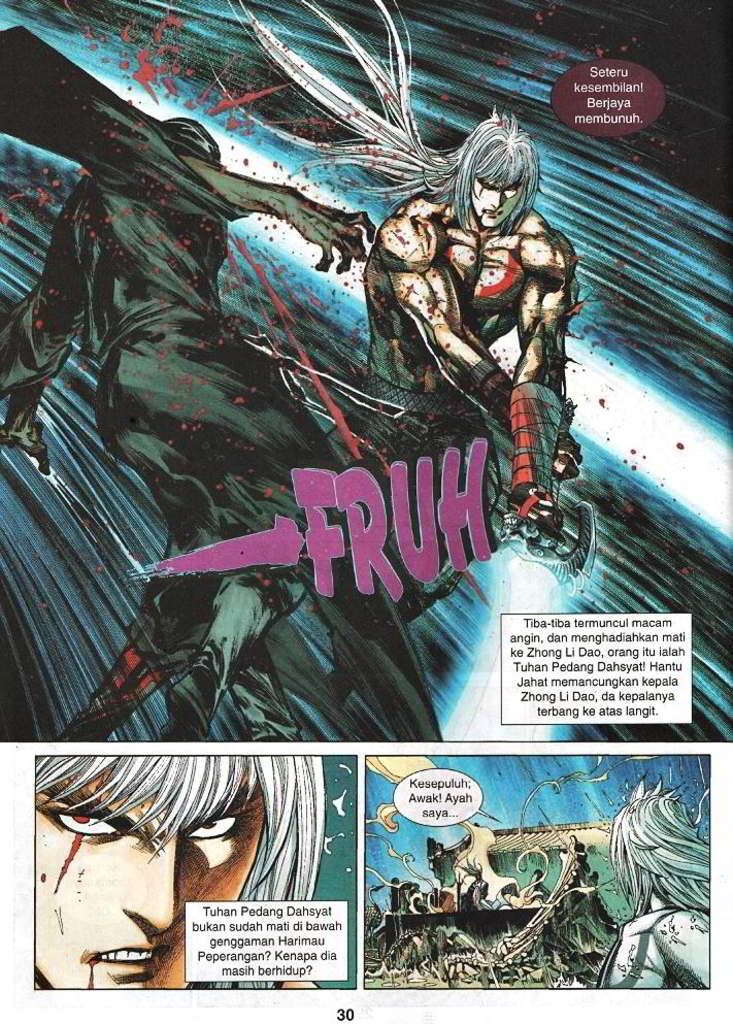 Seteru
kesembilan!
Berjaya
membunuh.
FRUH
Tiba-tiba termuncul macam
angin, dan menghadiahkan mati
ke Zhong Li Dao, orang itu ialah
Tuhan Pedang Dahsyat! Hantu
Jahat memancungkan kepala
Zhong Li Dao, da kepalanya
terbang ke atas langit.
Tuhan Pedang Dahsyat
bukan sudah mati di bawah
genggaman Harimau
Peperangan? Kenapa dia
masih berhidup?
Kesepuluh;
Awak! Ayah
saya...
30